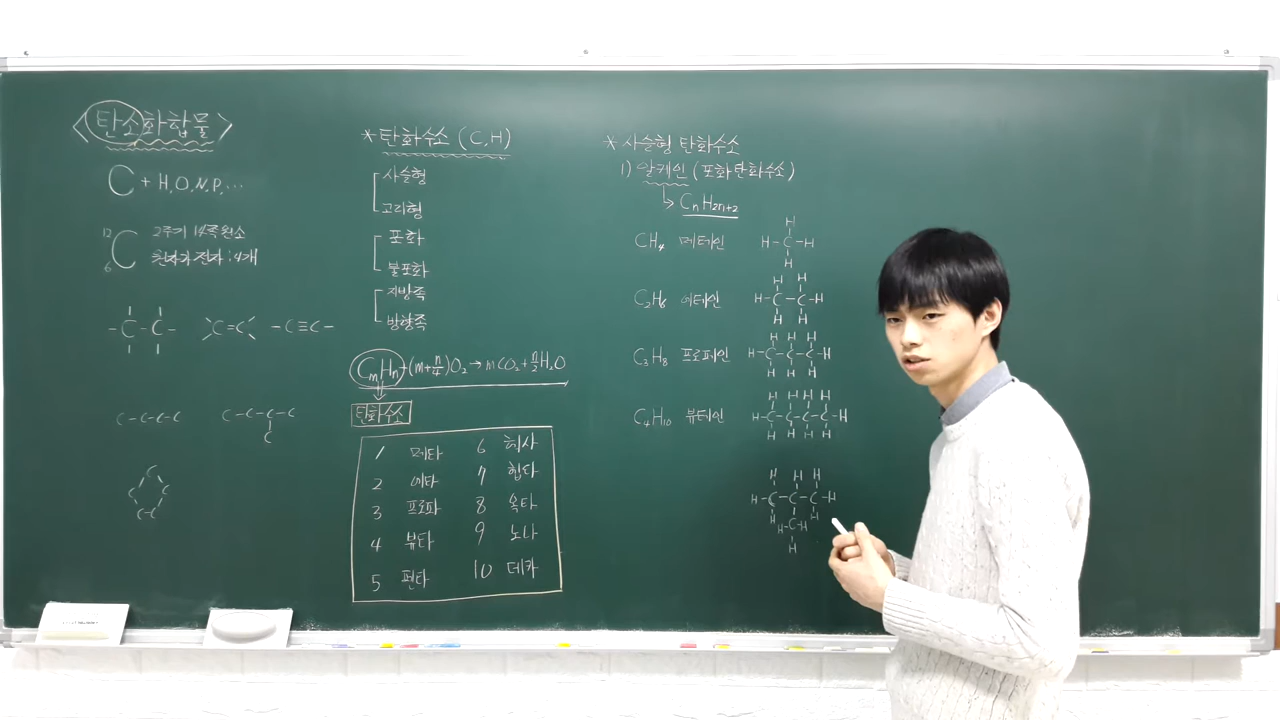 <탄소화합물>
C + H, O, N, P, …
12
6 C 2주기 14족 원소
원자가 전자 : 4개
- C - C -
C = C
- C ≡ C -
C - C - C - C
C - C - C - C
C
C
C C
C - C
* 탄화수소 (C, H)
사슬형
고리형
포화
불포화
지방족
방향족
CmHn + (m + n/4)O2 → mCO2 + n/2 H2O
탄화수소
1 메타
2 에타
3 프로파
4 뷰타
5 펜타
6 헥사
7 헵타
8 옥타
9 노나
10 데카
* 사슬형 탄화수소
1) 알케인 (포화탄화수소)
→ CnH2n+2
CH4 메테인
H
H - C - H
H
C2H6 에테인
H H
H - C - C - H
H H
C3H8 프로페인
H H H
H - C - C - C - H
H H H
C4H10 뷰테인
H H H H
H - C - C - C - C - H
H H H H
H H H
H - C - C - C - H
H H
H - C - H
H